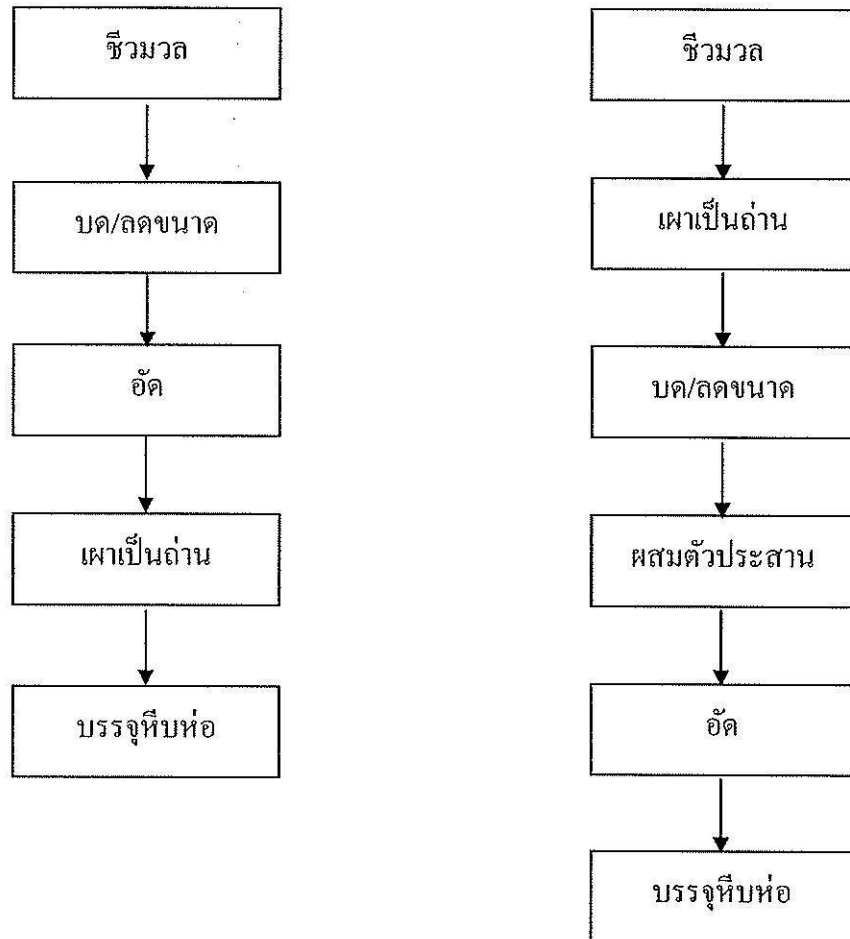 ชีวมวล
บด/ลดขนาด
อัด
เผาเป็นถ่าน
บรรจุหีบห่อ
ชีวมวล
เผาเป็นถ่าน
บด/ลดขนาด
ผสมตัวประสาน
อัด
บรรจุหีบห่อ